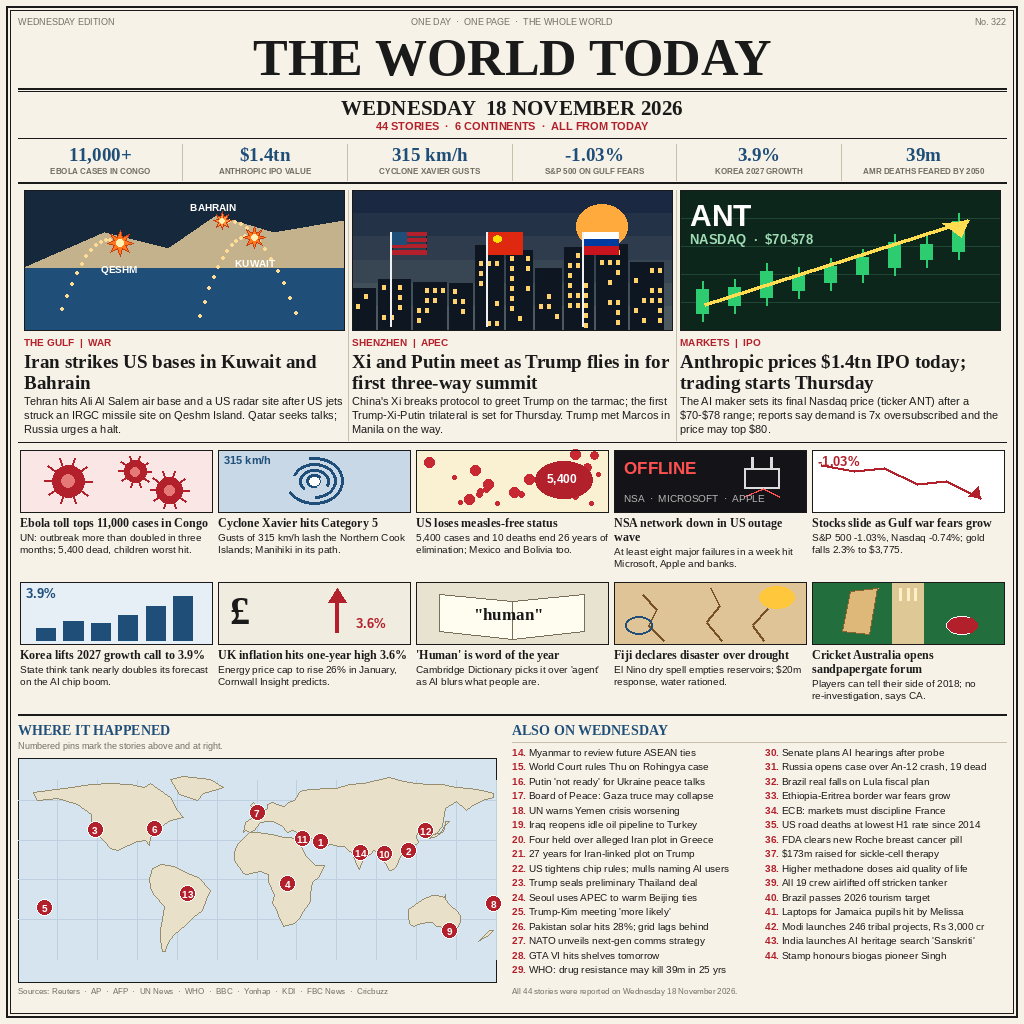 WEDNESDAY EDITION
ONE DAY · ONE PAGE · THE WHOLE WORLD
No. 322
THE WORLD TODAY
WEDNESDAY 18 NOVEMBER 2026
44 STORIES · 6 CONTINENTS · ALL FROM TODAY
11,000+
EBOLA CASES IN CONGO
$1.4tn
ANTHROPIC IPO VALUE
315 km/h
CYCLONE XAVIER GUSTS
-1.03%
S&P 500 ON GULF FEARS
3.9%
KOREA 2027 GROWTH
39m
AMR DEATHS FEARED BY 2050
BAHRAIN
QESHM
KUWAIT
THE GULF | WAR
Iran strikes US bases in Kuwait and
Bahrain
Tehran hits Ali Al Salem air base and a US radar site after US jets
struck an IRGC missile site on Qeshm Island. Qatar seeks talks;
Russia urges a halt.
SHENZHEN | APEC
Xi and Putin meet as Trump flies in for
first three-way summit
China's Xi breaks protocol to greet Trump on the tarmac; the first
Trump-Xi-Putin trilateral is set for Thursday. Trump met Marcos in
Manila on the way.
ANT
NASDAQ · $70-$78
MARKETS | IPO
Anthropic prices $1.4tn IPO today;
trading starts Thursday
The AI maker sets its final Nasdaq price (ticker ANT) after a
$70-$78 range; reports say demand is 7x oversubscribed and the
price may top $80.
Ebola toll tops 11,000 cases in Congo
UN: outbreak more than doubled in three
months; 5,400 dead, children worst hit.
315 km/h
Cyclone Xavier hits Category 5
Gusts of 315 km/h lash the Northern Cook
Islands; Manihiki in its path.
5,400
US loses measles-free status
5,400 cases and 10 deaths end 26 years of
elimination; Mexico and Bolivia too.
OFFLINE
NSA · MICROSOFT · APPLE
NSA network down in US outage
wave
At least eight major failures in a week hit
Microsoft, Apple and banks.
-1.03%
Stocks slide as Gulf war fears grow
S&P 500 -1.03%, Nasdaq -0.74%; gold
falls 2.3% to $3,775.
3.9%
Korea lifts 2027 growth call to 3.9%
State think tank nearly doubles its forecast
on the AI chip boom.
£
3.6%
UK inflation hits one-year high 3.6%
Energy price cap to rise 26% in January,
Cornwall Insight predicts.
"human"
'Human' is word of the year
Cambridge Dictionary picks it over 'agent'
as AI blurs what people are.
Fiji declares disaster over drought
El Nino dry spell empties reservoirs; $20m
response, water rationed.
Cricket Australia opens
sandpapergate forum
Players can tell their side of 2018; no
re-investigation, says CA.
WHERE IT HAPPENED
Numbered pins mark the stories above and at right.
3
6
7
11
1
12
14
10
2
4
13
5
8
9
Sources: Reuters · AP · AFP · UN News · WHO · BBC · Yonhap · KDI · FBC News · Cricbuzz
ALSO ON WEDNESDAY
14. Myanmar to review future ASEAN ties
15. World Court rules Thu on Rohingya case
16. Putin 'not ready' for Ukraine peace talks
17. Board of Peace: Gaza truce may collapse
18. UN warns Yemen crisis worsening
19. Iraq reopens idle oil pipeline to Turkey
20. Four held over alleged Iran plot in Greece
21. 27 years for Iran-linked plot on Trump
22. US tightens chip rules; mulls naming AI users
23. Trump seals preliminary Thailand deal
24. Seoul uses APEC to warm Beijing ties
25. Trump-Kim meeting 'more likely'
26. Pakistan solar hits 28%; grid lags behind
27. NATO unveils next-gen comms strategy
28. GTA VI hits shelves tomorrow
29. WHO: drug resistance may kill 39m in 25 yrs
30. Senate plans AI hearings after probe
31. Russia opens case over An-12 crash, 19 dead
32. Brazil real falls on Lula fiscal plan
33. Ethiopia-Eritrea border war fears grow
34. ECB: markets must discipline France
35. US road deaths at lowest H1 rate since 2014
36. FDA clears new Roche breast cancer pill
37. $173m raised for sickle-cell therapy
38. Higher methadone doses aid quality of life
39. All 19 crew airlifted off stricken tanker
40. Brazil passes 2026 tourism target
41. Laptops for Jamaica pupils hit by Melissa
42. Modi launches 246 tribal projects, Rs 3,000 cr
43. India launches AI heritage search 'Sanskriti'
44. Stamp honours biogas pioneer Singh
All 44 stories were reported on Wednesday 18 November 2026.